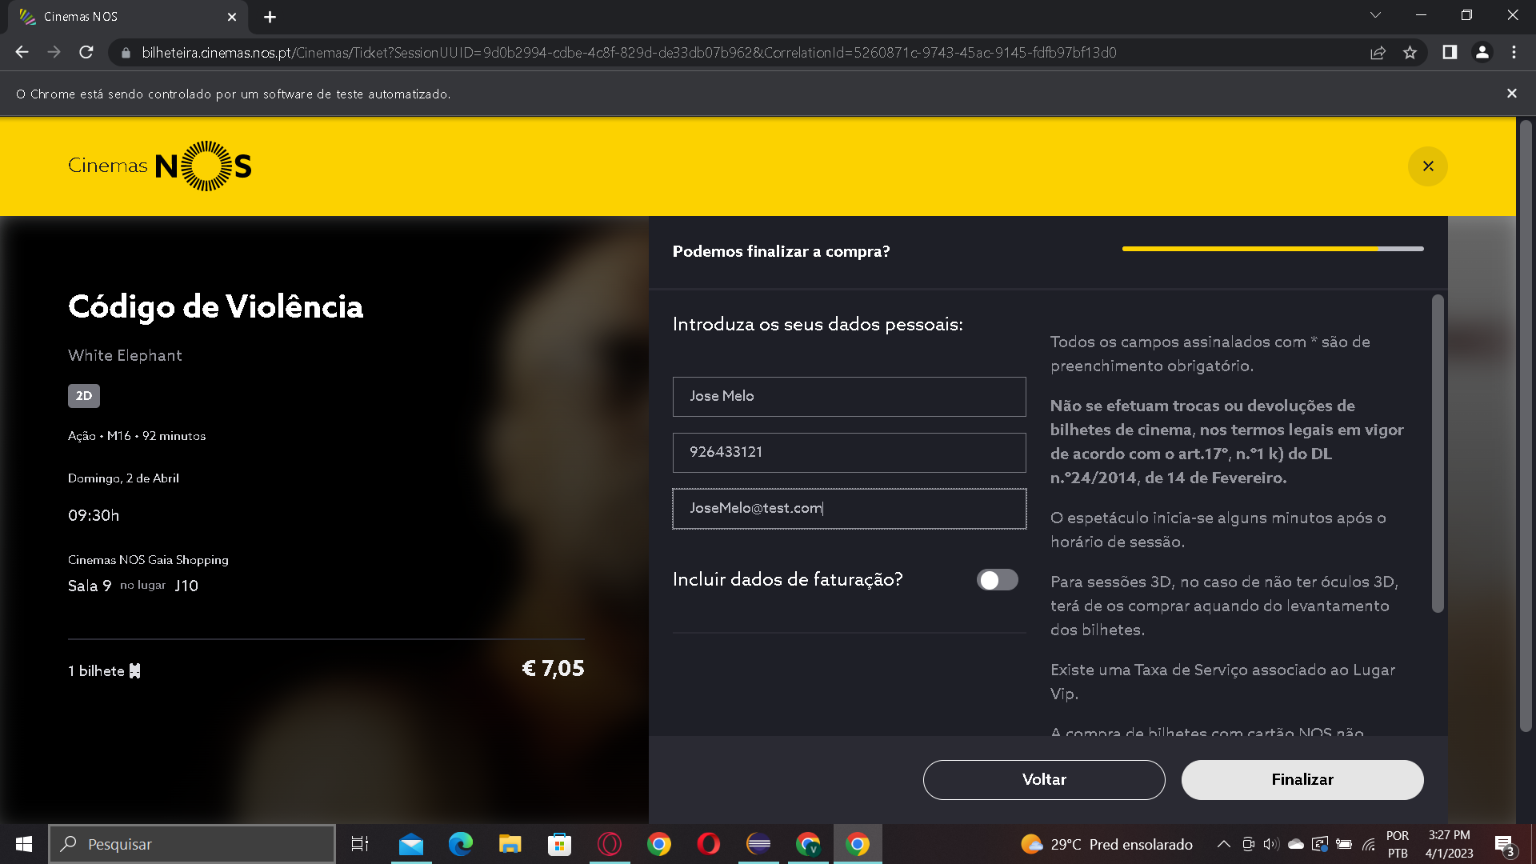 Cinemas NOS
bilheteira.cinemas.nos.pt/Cinemas/Ticket?SessionUUID=9d0b2994-cdbe-4c8f-829d-de33db07b962&CorrelationId=5260871c-9743-45ac-9145-fdfb97bf13d0
O Chrome está sendo controlado por um software de teste automatizado.
Cinemas NOS
Código de Violência
White Elephant
2D
Ação • M16 • 92 minutos
Domingo, 2 de Abril
09:30h
Cinemas NOS Gaia Shopping
Sala 9 no lugar J10
1 bilhete
€ 7,05
Podemos finalizar a compra?
Introduza os seus dados pessoais:
Jose Melo
926433121
JoseMelo@test.com
Incluir dados de faturação?
Todos os campos assinalados com * são de
preenchimento obrigatório.
Não se efetuam trocas ou devoluções de
bilhetes de cinema, nos termos legais em vigor
de acordo com o art.17º, n.º1 k) do DL
n.º24/2014, de 14 de Fevereiro.
O espetáculo inicia-se alguns minutos após o
horário de sessão.
Para sessões 3D, no caso de não ter óculos 3D,
terá de os comprar aquando do levantamento
dos bilhetes.
Existe uma Taxa de Serviço associado ao Lugar
Vip.
A compra de bilhetes com cartão NOS não
Voltar
Finalizar
Pesquisar
29°C Pred ensolarado
POR
PTB
3:27 PM
4/1/2023
3